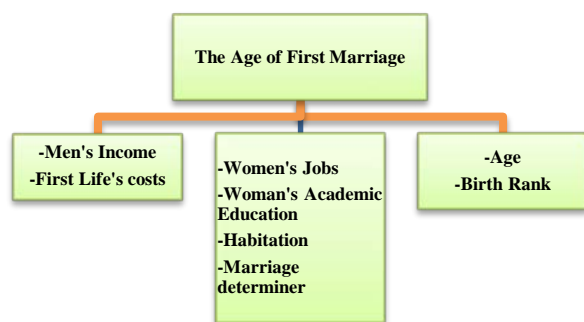 The Age of First Marriage
-Men's Income
-First Life's costs
-Women's Jobs
-Woman's Academic
Education
-Habitation
-Marriage
determiner
-Age
-Birth Rank